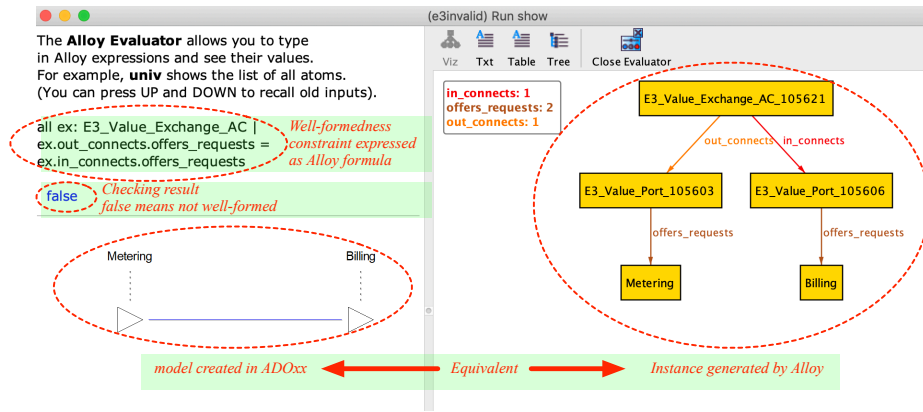 (e3invalid) Run show
The Alloy Evaluator allows you to type
in Alloy expressions and see their values.
For example, univ shows the list of all atoms.
(You can press UP and DOWN to recall old inputs).
all ex: E3_Value_Exchange_AC |
ex.out_connects.offers_requests =
ex.in_connects.offers_requests
Well-formedness
constraint expressed
as Alloy formula
false
Checking result
false means not well-formed
Metering
Billing
Viz
Txt
Table
Tree
Close Evaluator
in_connects: 1
offers_requests: 2
out_connects: 1
E3_Value_Exchange_AC_105621
out_connects
in_connects
E3_Value_Port_105603
E3_Value_Port_105606
offers_requests
offers_requests
Metering
Billing
model created in ADOxx
Equivalent
Instance generated by Alloy